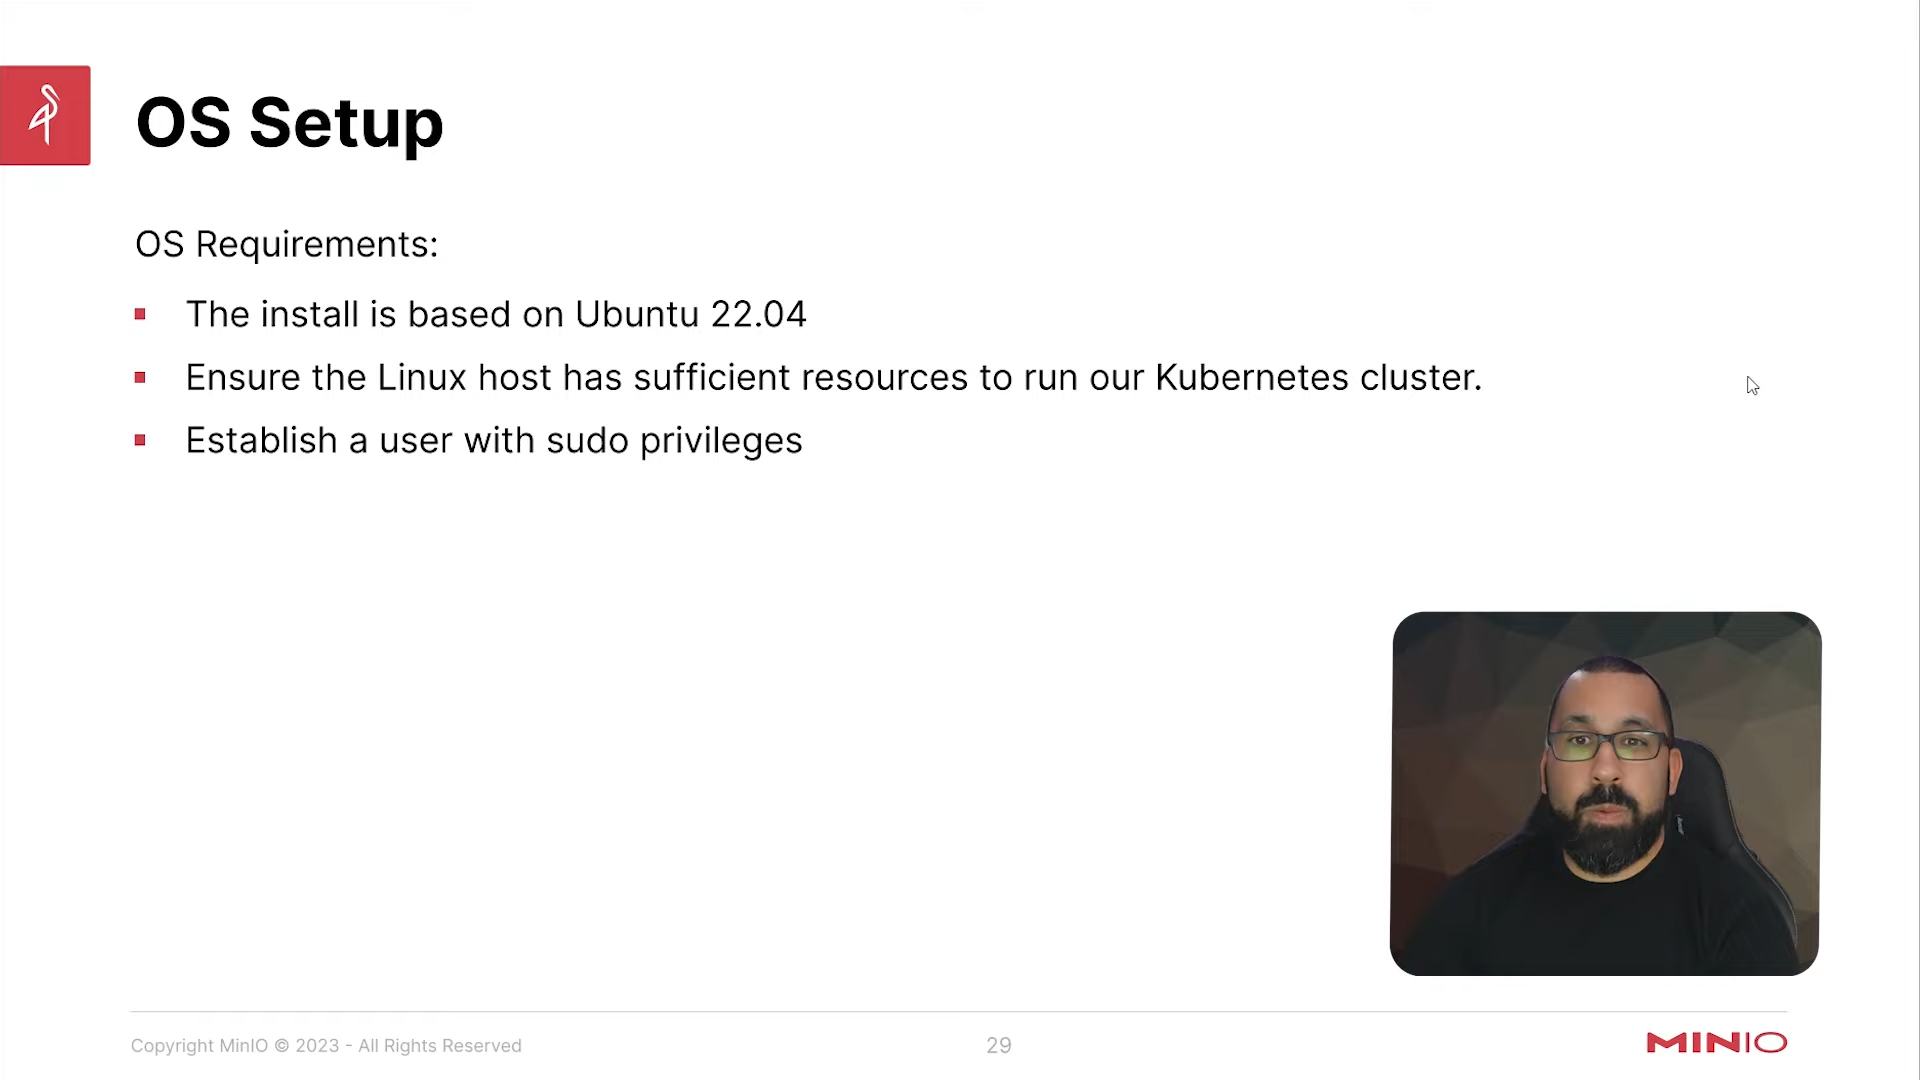 OS Setup
OS Requirements:
The install is based on Ubuntu 22.04
Ensure the Linux host has sufficient resources to run our Kubernetes cluster.
Establish a user with sudo privileges
Copyright MinIO © 2023 - All Rights Reserved
29
MINIO